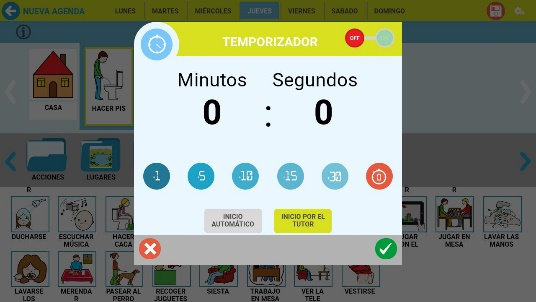 NUEVA AGENDA
LUNES
MARTES
MIÉRCOLES
JUEVES
VIERNES
SABADO
DOMINGO
TEMPORIZADOR
OFF
Minutos
Segundos
0 : 0
1
5
10
15
30
0
INICIO
AUTOMÁTICO
INICIO POR EL
TUTOR
CASA
HACER PIS
ACCIONES
LUGARES
R
R
R
DUCHARSE
ESCUCHAR
MÚSICA
HACER
CACA
JUGAR EN
MESA
LAVAR LAS
MANOS
LAVARSE
LOS
MERENDA
R
PASEAR AL
PERRO
RECOGER
JUGUETES
SIESTA
TRABAJO
EN MESA
VER LA
TELE
VESTIRSE